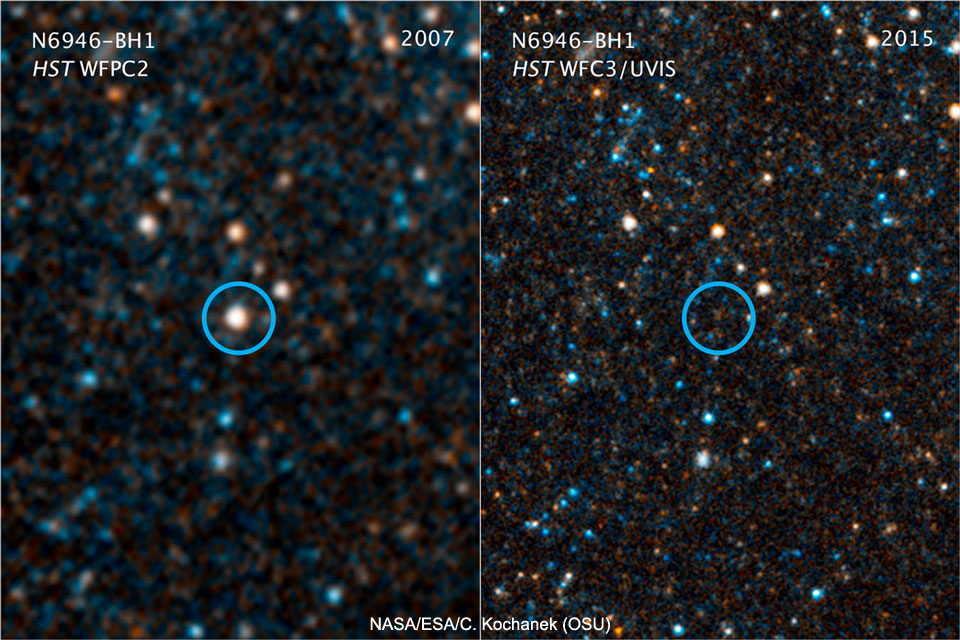 N6946-BH1
HST WFPC2
2007
N6946-BH1
HST WFC3/UVIS
2015
NASA/ESA/C. Kochanek (OSU)